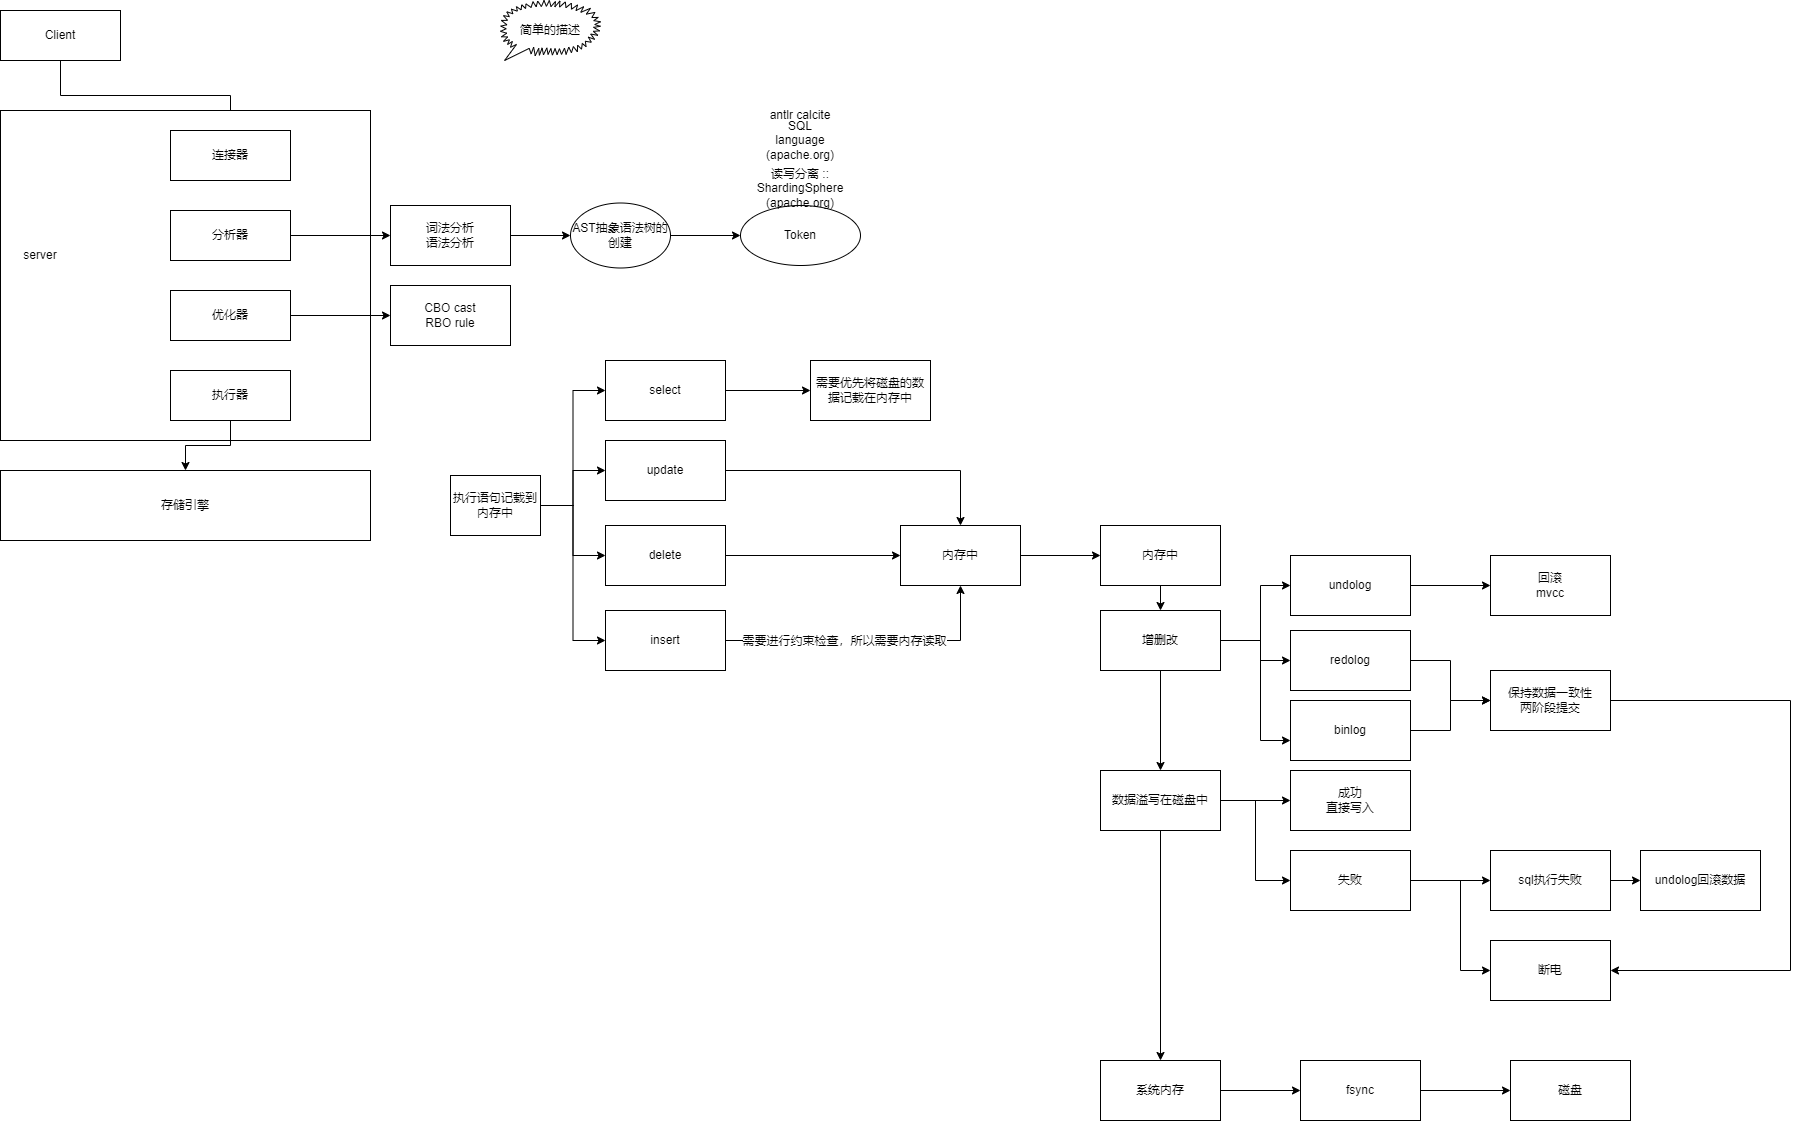 Client
简单的描述
server
连接器
分析器
优化器
执行器
存储引擎
词法分析
语法分析
AST抽象语法树的
创建
antlr calcite
SQL
language
(apache.org)
读写分离 ::
ShardingSphere
(apache.org)
Token
CBO cast
RBO rule
执行语句记载到
内存中
select
需要优先将磁盘的数
据记载在内存中
update
delete
insert
需要进行约束检查，所以需要内存读取
内存中
内存中
增删改
undolog
回滚
mvcc
redolog
binlog
保持数据一致性
两阶段提交
数据溢写在磁盘中
成功
直接写入
失败
sql执行失败
undolog回滚数据
断电
系统内存
fsync
磁盘